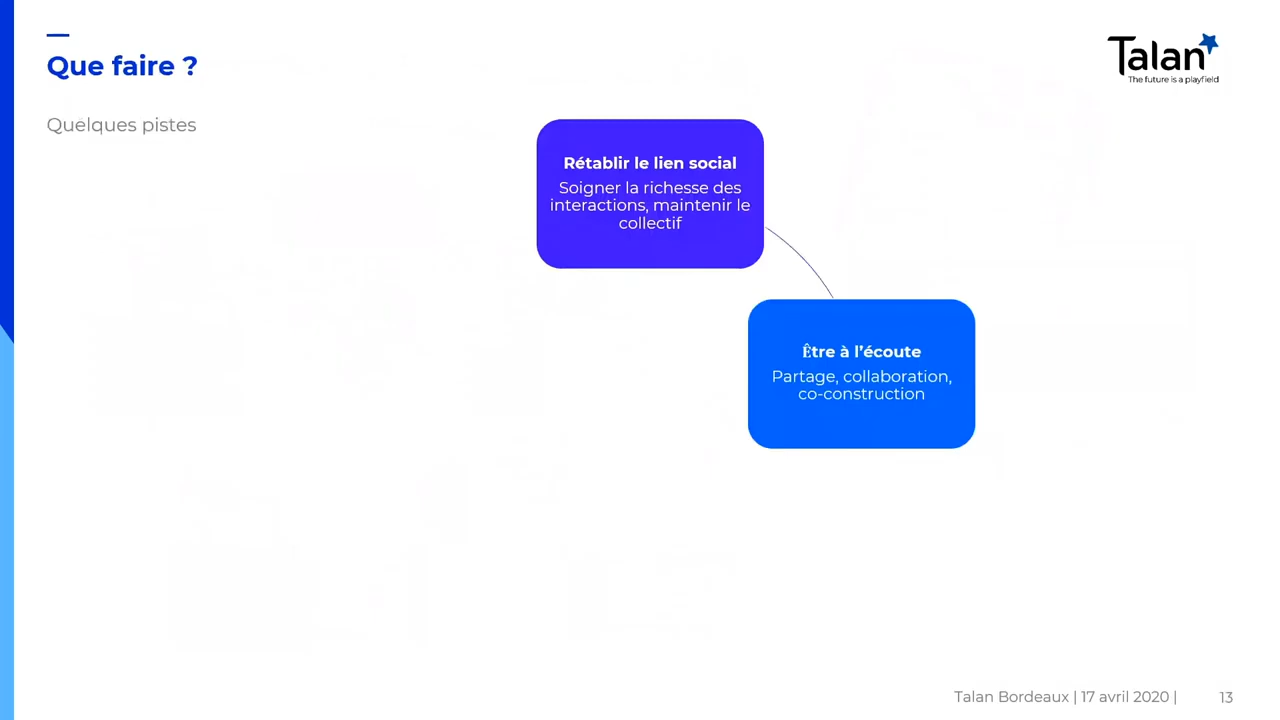 Que faire ?
Talan
The future is a playfield
Quelques pistes
Rétablir le lien social
Soigner la richesse des
interactions, maintenir le
collectif
Être à l’écoute
Partage, collaboration,
co-construction
Talan Bordeaux | 17 avril 2020 |
13